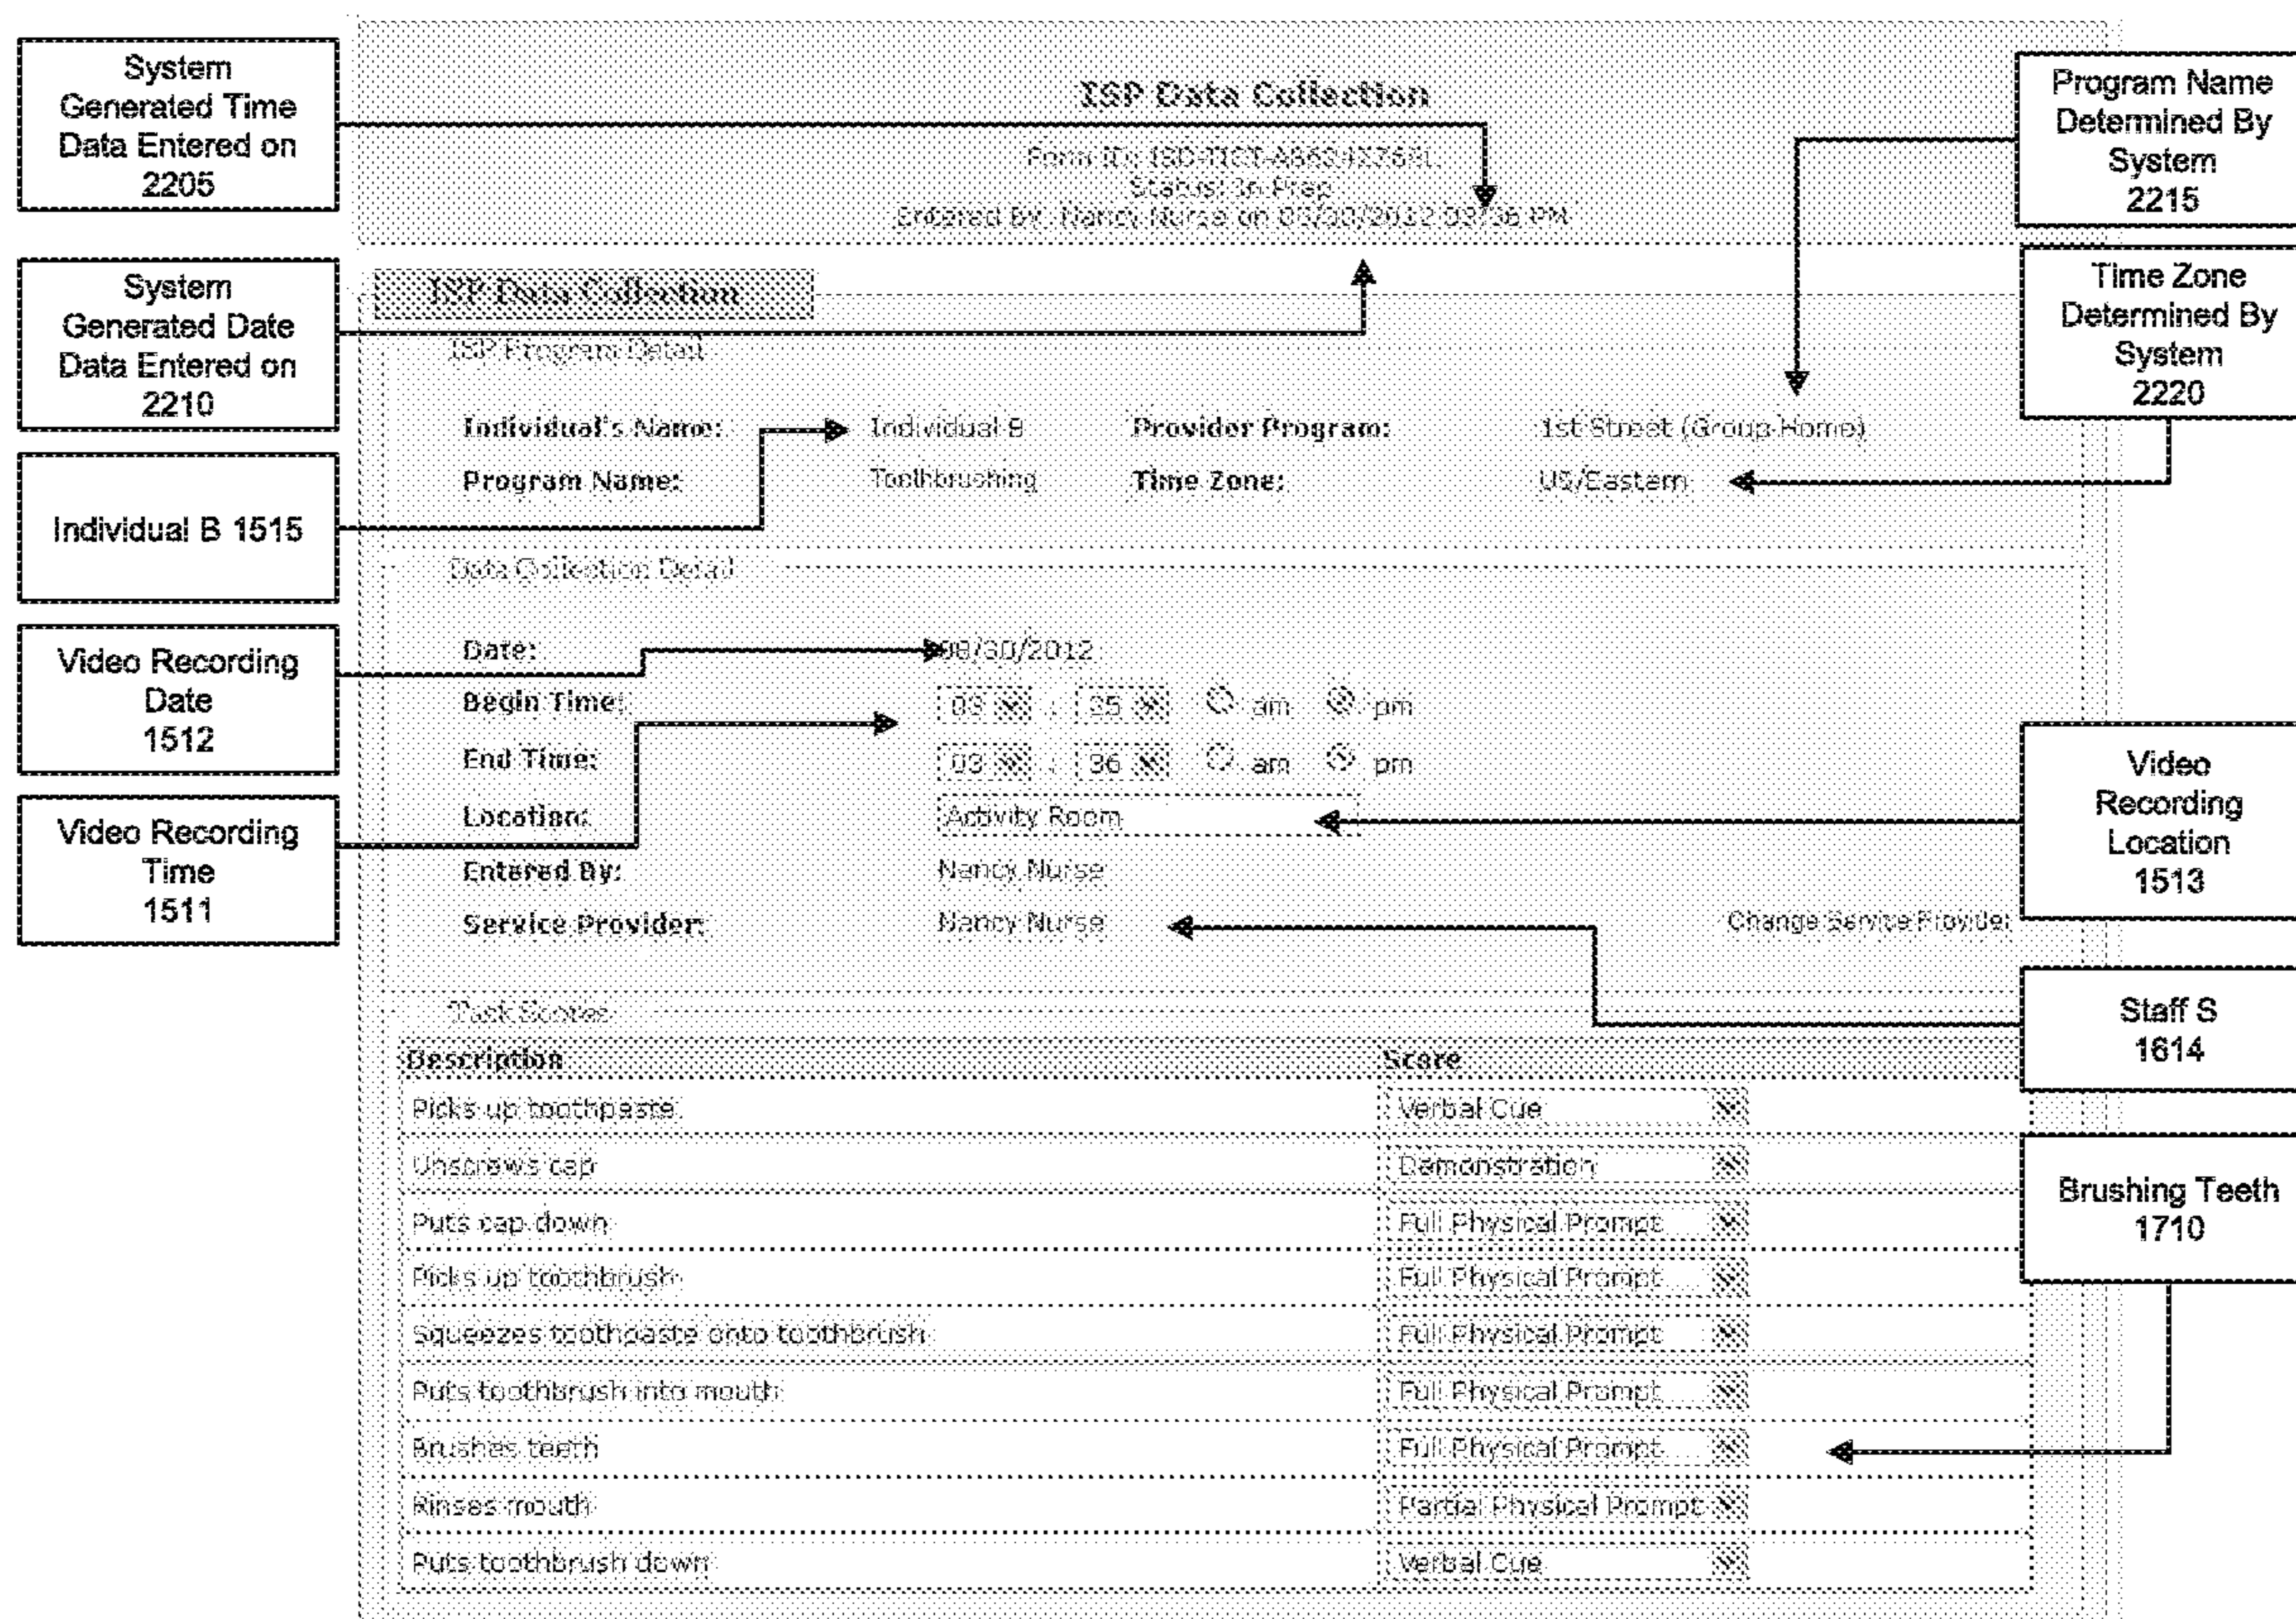 System
Generated Time
Data Entered on
2205
System
Generated Date
Data Entered on
2210
Individual B 1515
Video Recording
Date
1512
Video Recording
Time
1511
ISP Data Collection
Form ID:
Status: In Prep
Entered By: Nancy Nurse on
ISP Data Collection
ISP Program Detail
Individual's Name: Individual B Provider Program: 1st Street (Group Home)
Program Name: Toothbrushing Time Zone: US/Eastern
Data Collection Detail
Date: 08/30/2012
Begin Time: 03 : 25 am pm
End Time: 03 : 36 am pm
Location: Activity Room
Entered By: Nancy Nurse
Service Provider: Nancy Nurse Change Service Provider
Task Scores
Description Score
Picks up toothpaste Verbal Cue
Unscrews cap Demonstration
Puts cap down Full Physical Prompt
Picks up toothbrush Full Physical Prompt
Squeezes toothpaste onto toothbrush Full Physical Prompt
Puts toothbrush into mouth Full Physical Prompt
Brushes teeth Full Physical Prompt
Rinses mouth Partial Physical Prompt
Puts toothbrush down Verbal Cue
Program Name
Determined By
System
2215
Time Zone
Determined By
System
2220
Video
Recording
Location
1513
Staff S
1614
Brushing Teeth
1710